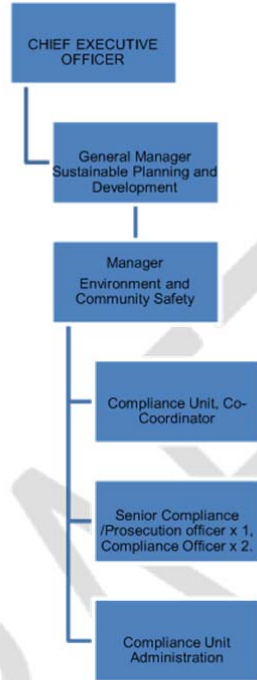 CHIEF EXECUTIVE
OFFICER
General Manager
Sustainable Planning and
Development
Manager
Environment and
Community Safety
Compliance Unit, Co-
Coordinator
Senior Compliance
/Prosecution officer x 1,
Compliance Officer x 2.
Compliance Unit
Administration